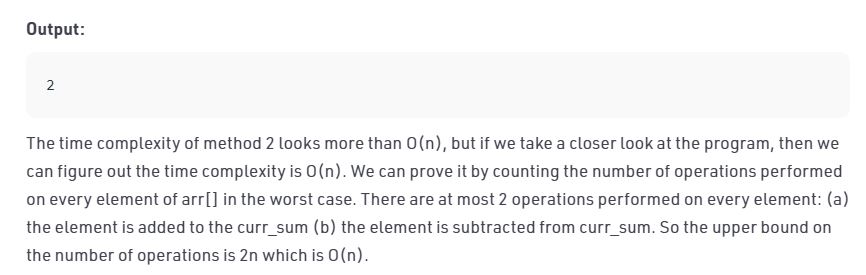 Output:
2
The time complexity of method 2 looks more than O(n), but if we take a closer look at the program, then we
can figure out the time complexity is O(n). We can prove it by counting the number of operations performed
on every element of arr[] in the worst case. There are at most 2 operations performed on every element: (a)
the element is added to the curr_sum (b) the element is subtracted from curr_sum. So the upper bound on
the number of operations is 2n which is O(n).